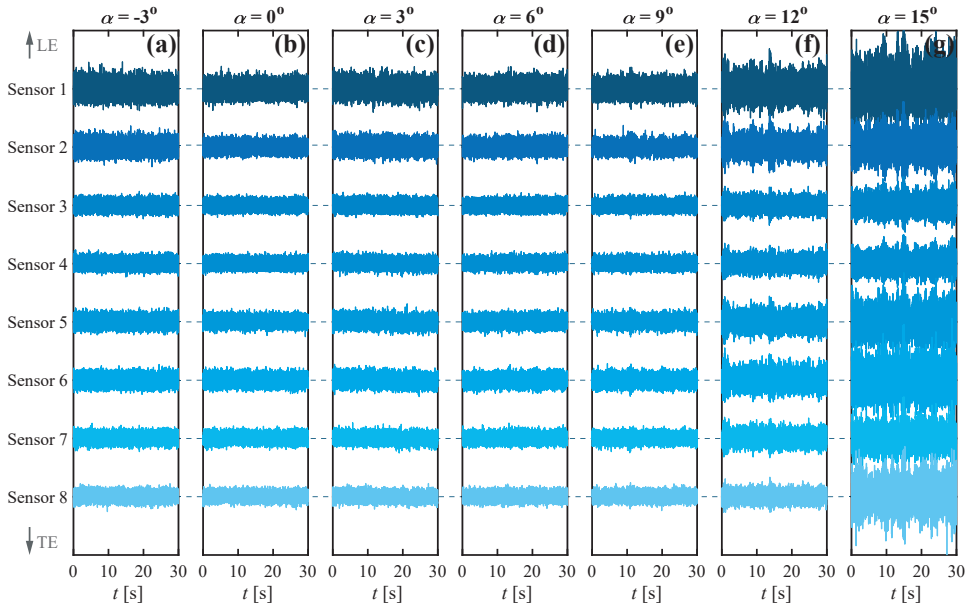 α = -3° α = 0° α = 3° α = 6° α = 9° α = 12° α = 15°
LE (a) (b) (c) (d) (e) (f) (g)
Sensor 1
Sensor 2
Sensor 3
Sensor 4
Sensor 5
Sensor 6
Sensor 7
Sensor 8
TE
0 10 20 30 0 10 20 30 0 10 20 30 0 10 20 30 0 10 20 30 0 10 20 30 0 10 20 30
t [s] t [s] t [s] t [s] t [s] t [s] t [s]